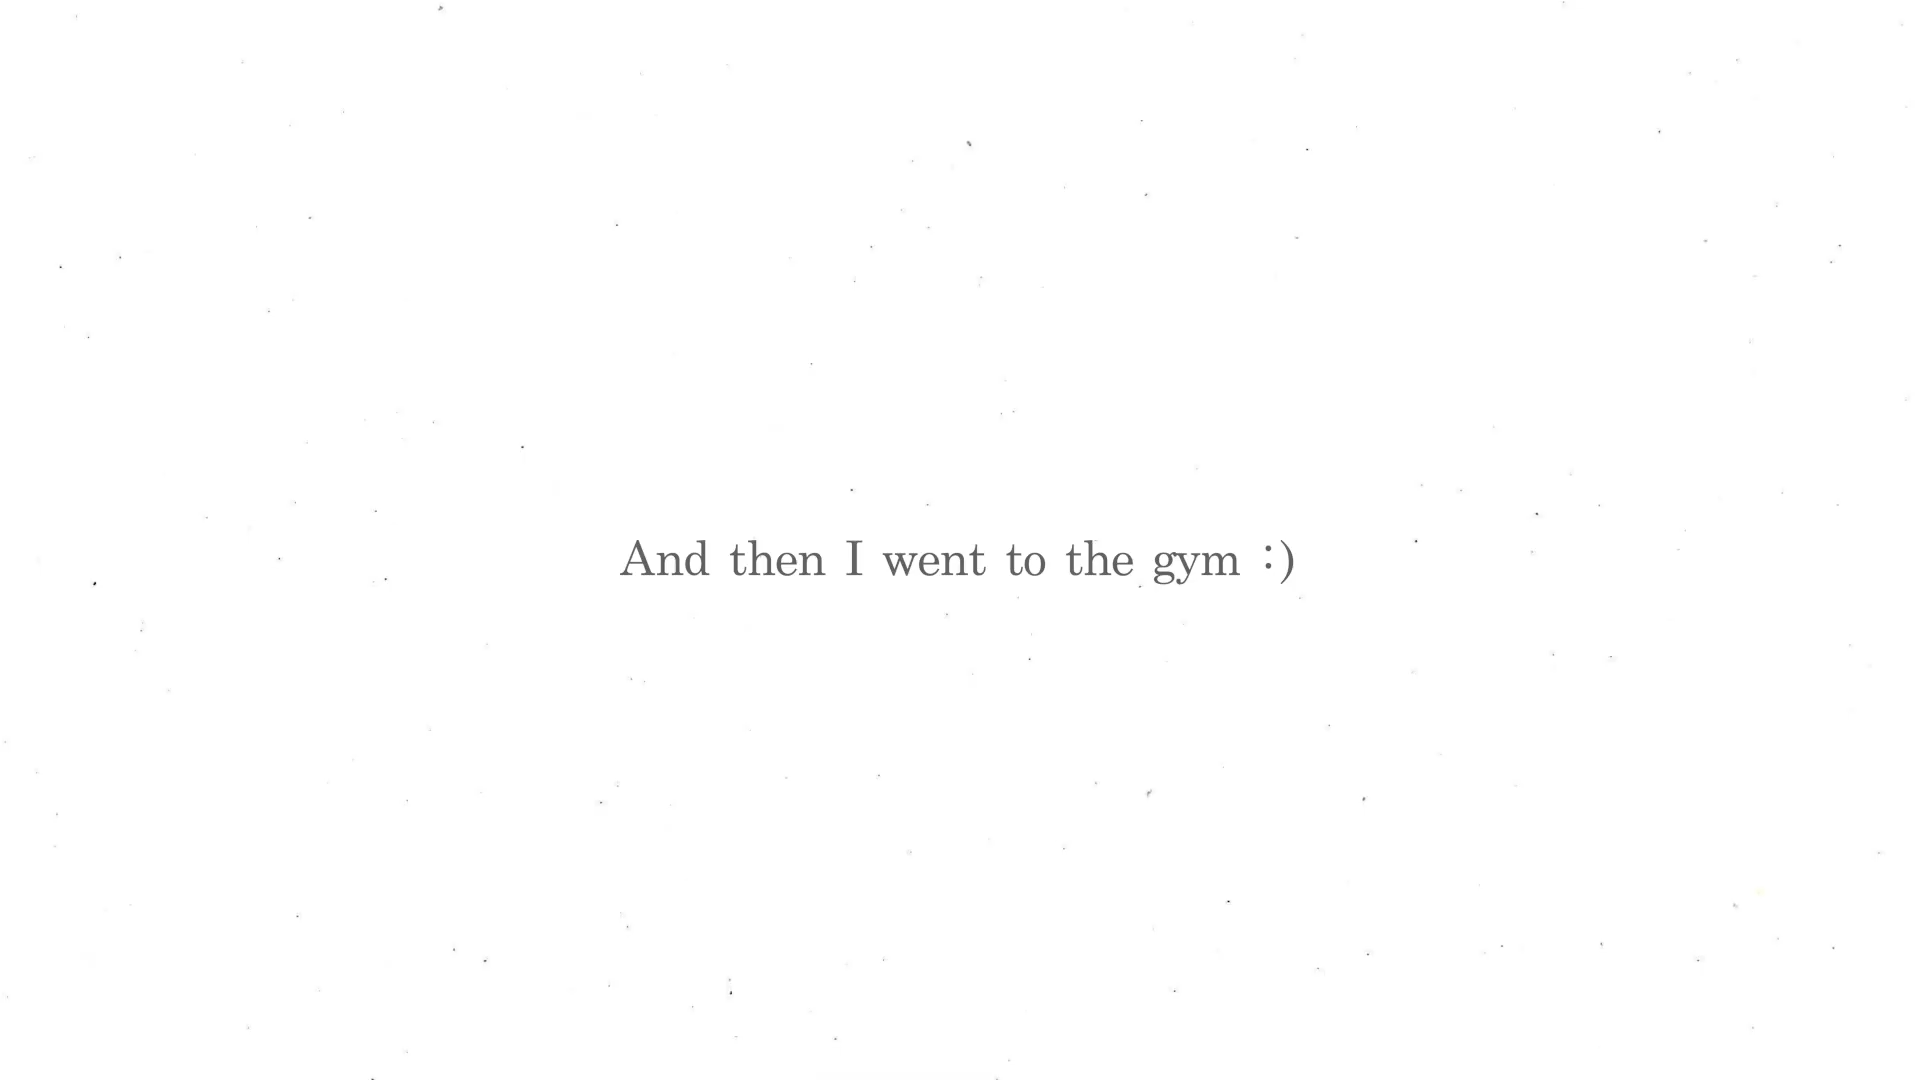 And then I went to the gym :)